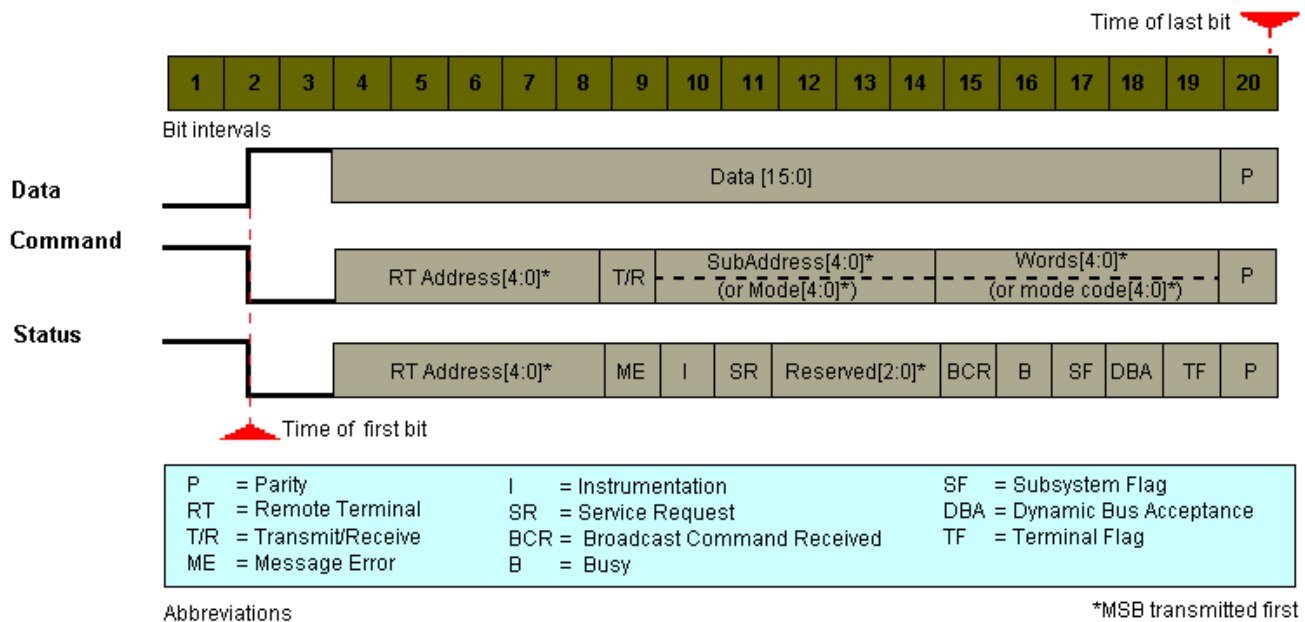 Time of last bit
1 2 3 4 5 6 7 8 9 10 11 12 13 14 15 16 17 18 19 20
Bit intervals
Data
Data [15:0] P
Command
RT Address[4:0]* T/R SubAddress[4:0]* Words[4:0]* P
(or Mode[4:0]*) (or mode code[4:0]*)
Status
RT Address[4:0]* ME I SR Reserved[2:0]* BCR B SF DBA TF P
Time of first bit
P = Parity I = Instrumentation SF = Subsystem Flag
RT = Remote Terminal SR = Service Request DBA = Dynamic Bus Acceptance
T/R = Transmit/Receive BCR = Broadcast Command Received TF = Terminal Flag
ME = Message Error B = Busy
Abbreviations *MSB transmitted first